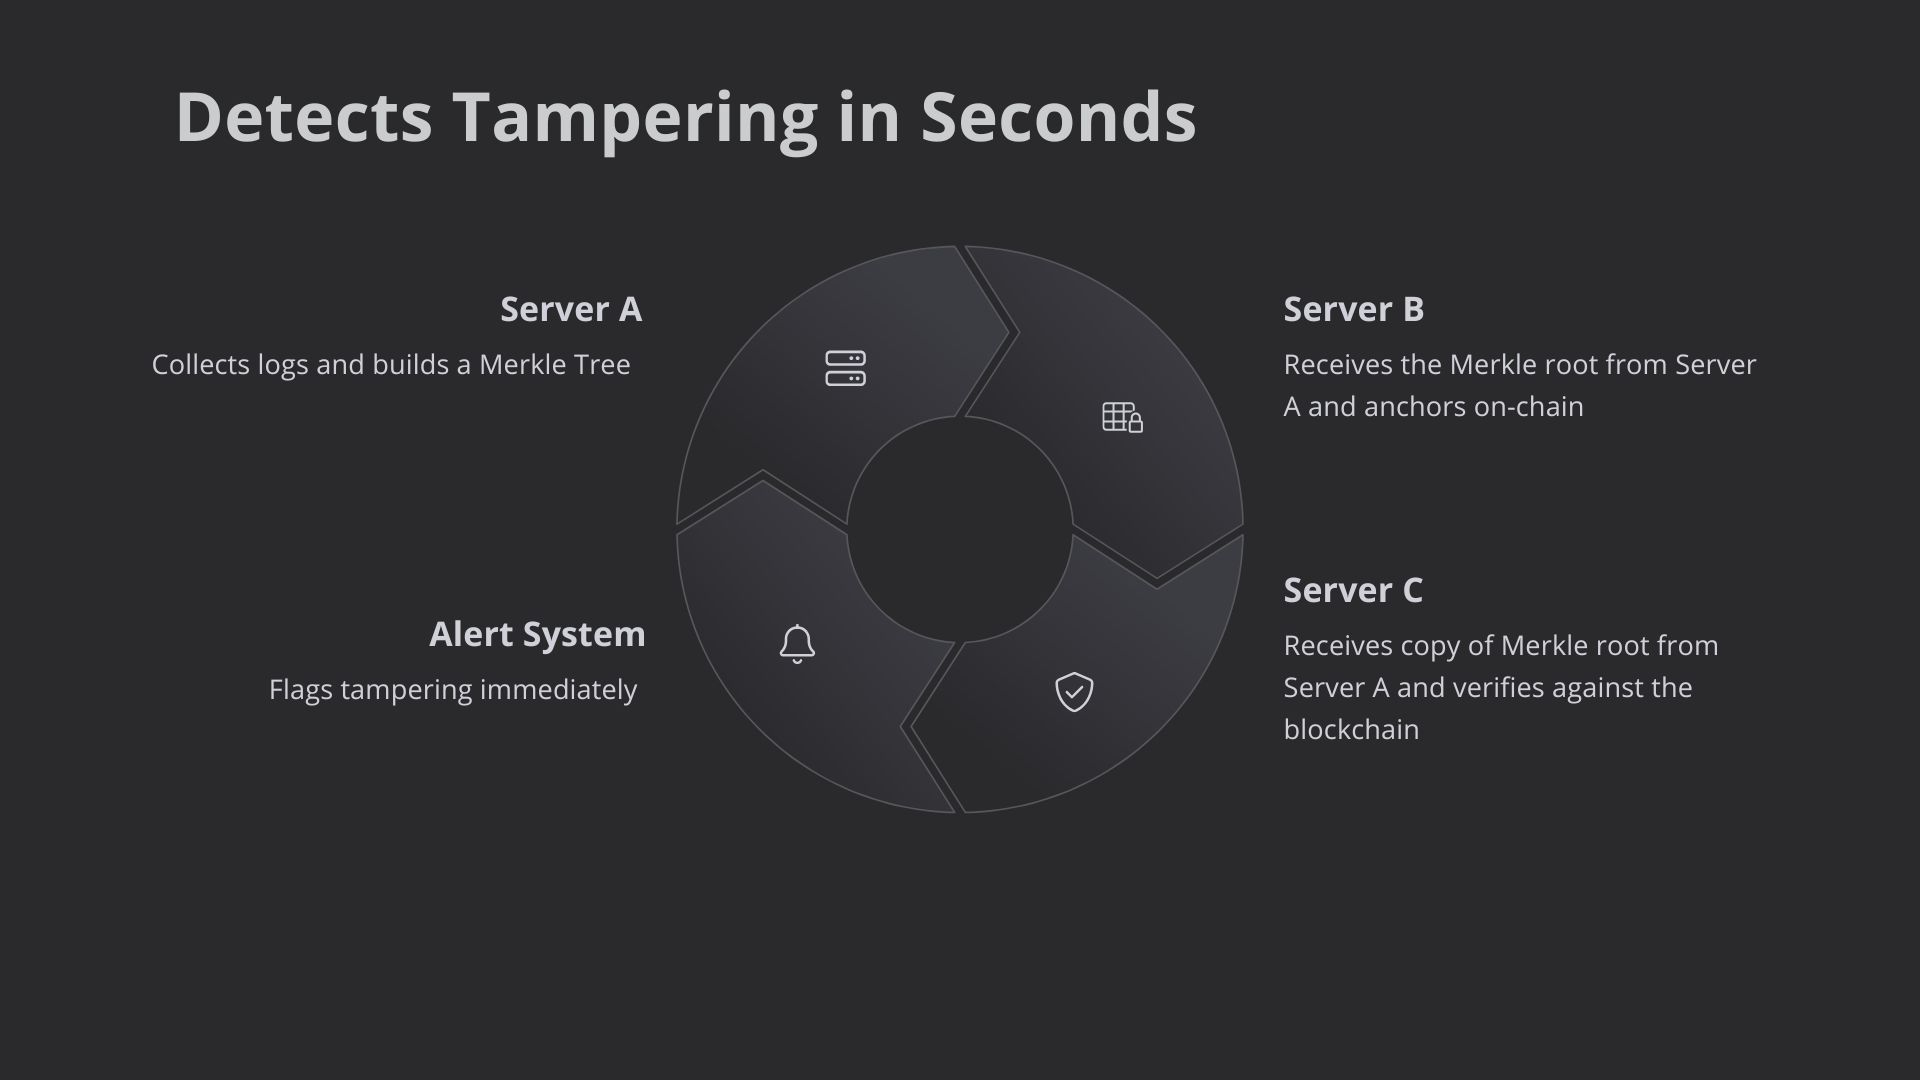 Detects Tampering in Seconds
Server A
Collects logs and builds a Merkle Tree
Server B
Receives the Merkle root from Server
A and anchors on-chain
Server C
Receives copy of Merkle root from
Server A and verifies against the
blockchain
Alert System
Flags tampering immediately